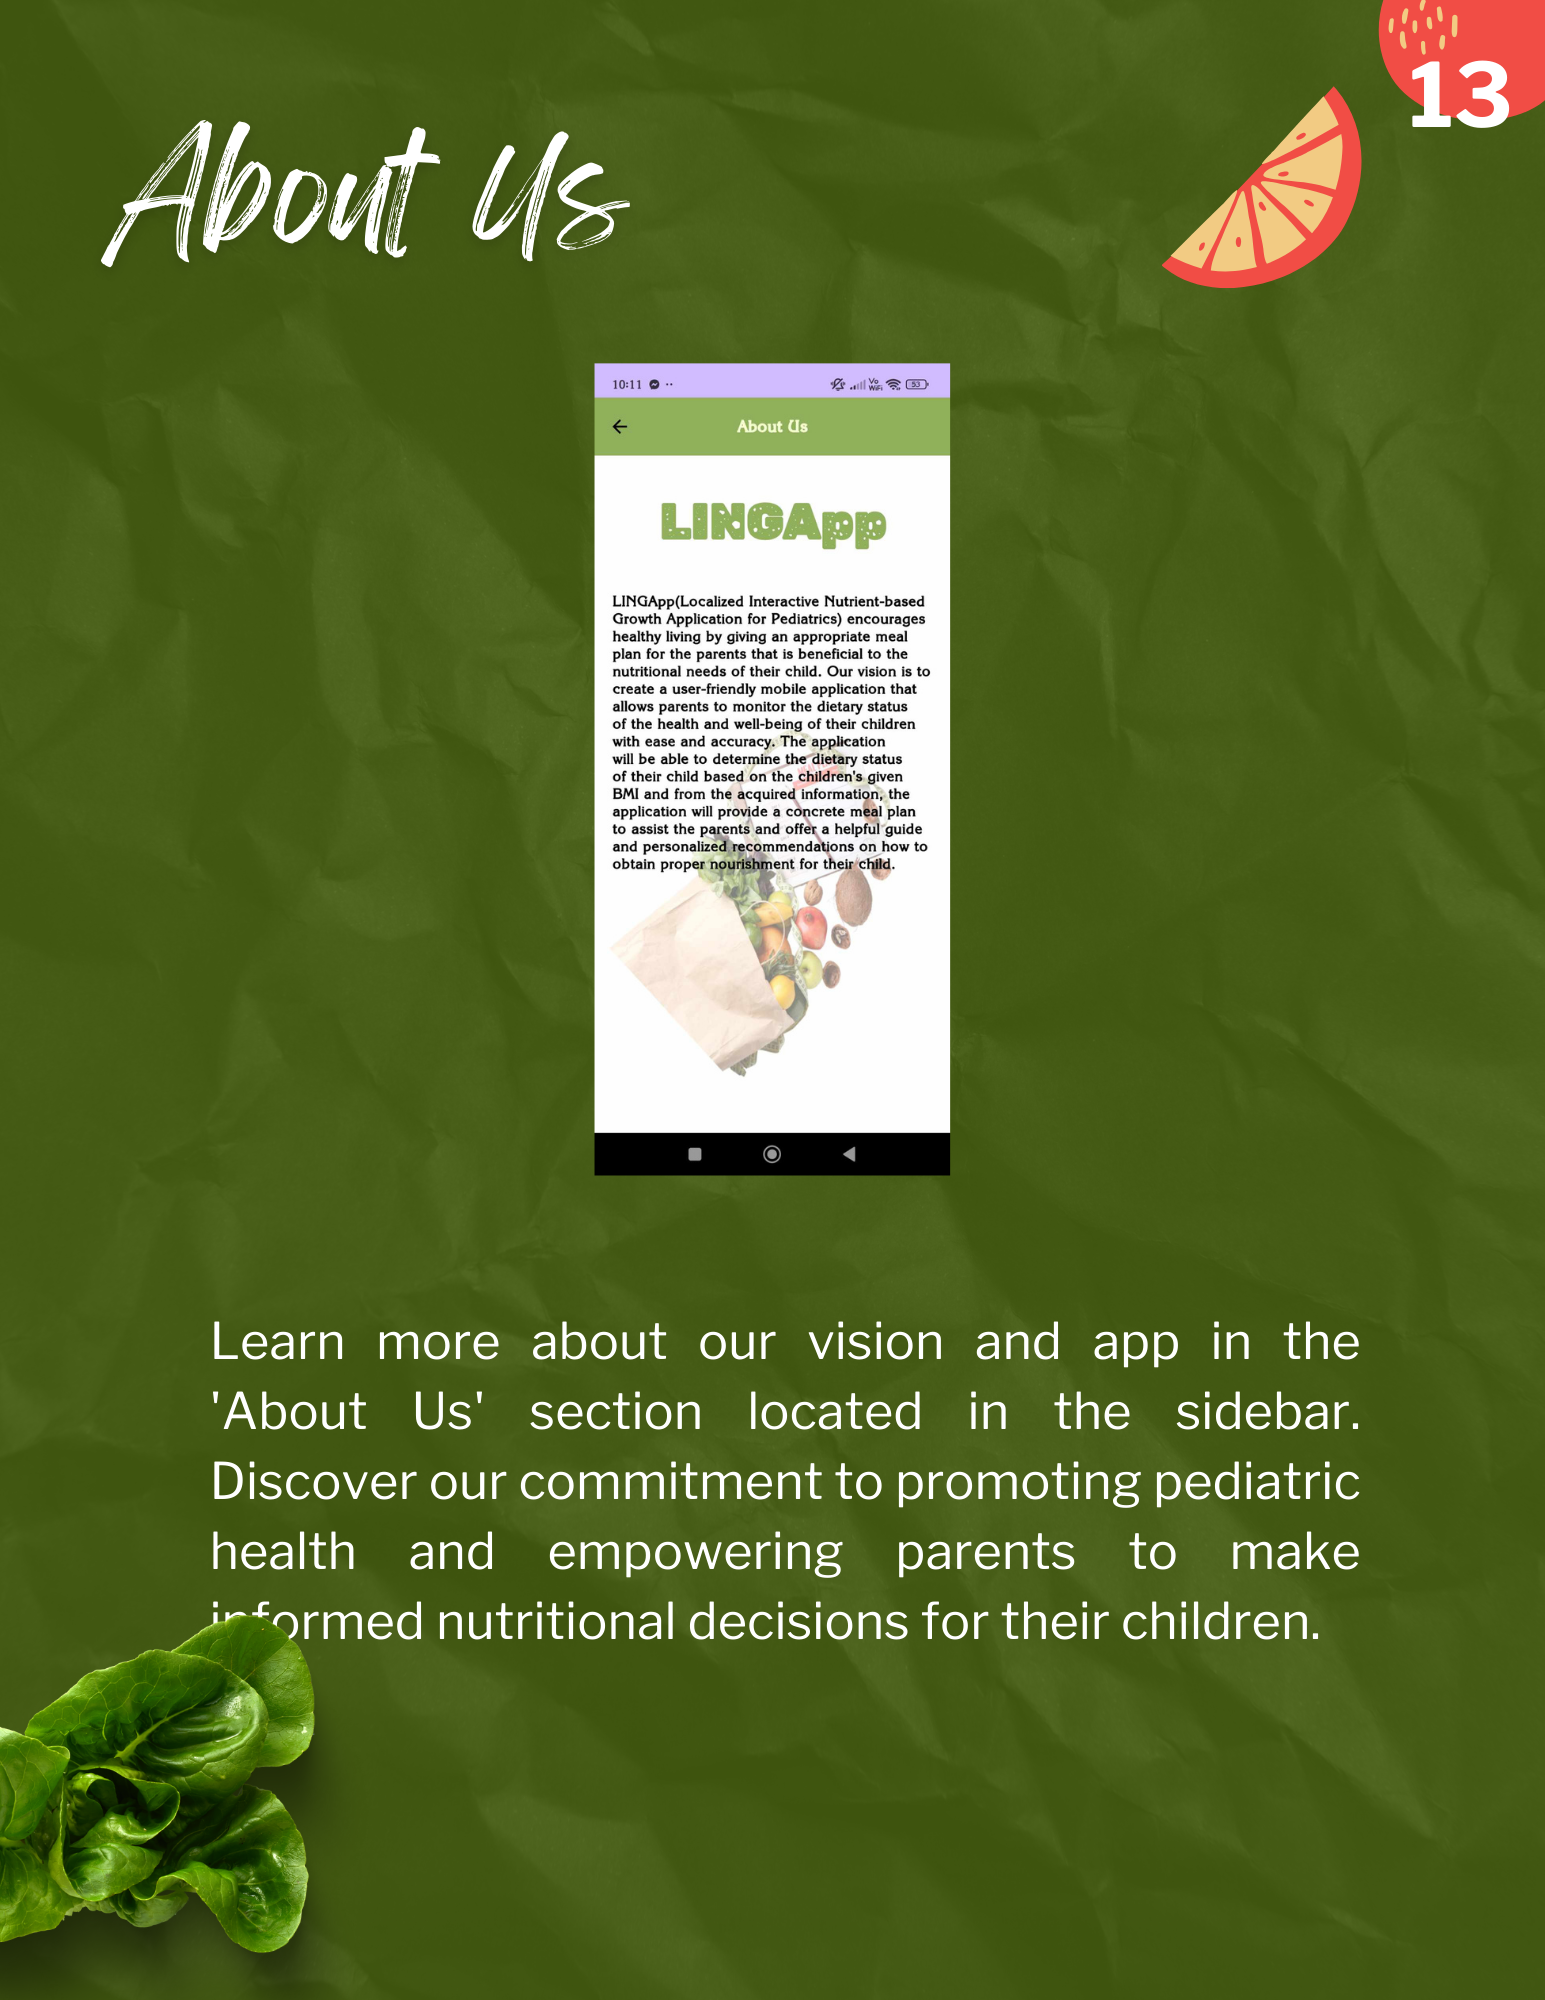 13
About Us
10:11
Vo
WiFi
53
About Us
LINGApp
LINGApp(Localized Interactive Nutrient-based
Growth Application for Pediatrics) encourages
healthy living by giving an appropriate meal
plan for the parents that is beneficial to the
nutritional needs of their child. Our vision is to
create a user-friendly mobile application that
allows parents to monitor the dietary status
of the health and well-being of their children
with ease and accuracy. The application
will be able to determine the dietary status
of their child based on the children's given
BMI and from the acquired information, the
application will provide a concrete meal plan
to assist the parents and offer a helpful guide
and personalized recommendations on how to
obtain proper nourishment for their child.
Learn more about our vision and app in the
'About Us' section located in the sidebar.
Discover our commitment to promoting pediatric
health and empowering parents to make
informed nutritional decisions for their children.